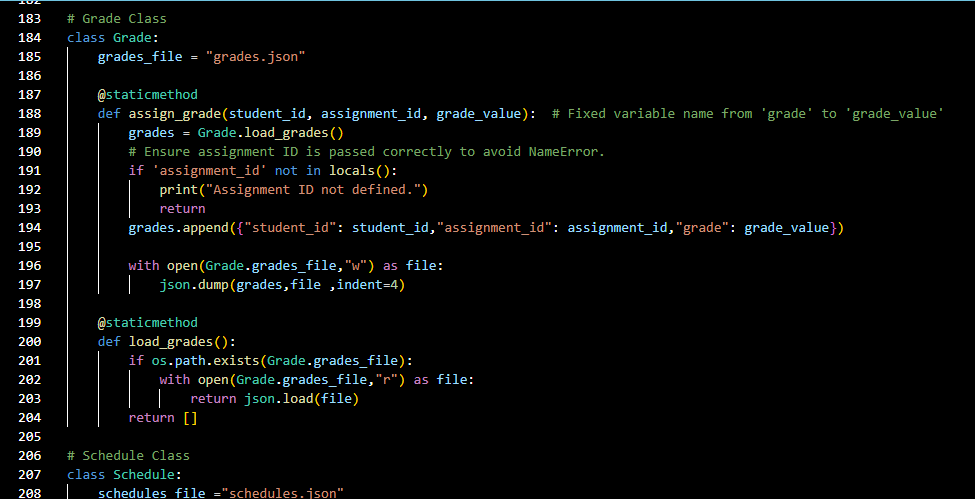 182
183 # Grade Class
184 class Grade:
185 grades_file = "grades.json"
186
187 @staticmethod
188 def assign_grade(student_id, assignment_id, grade_value):  # Fixed variable name from 'grade' to 'grade_value'
189 grades = Grade.load_grades()
190 # Ensure assignment ID is passed correctly to avoid NameError.
191 if 'assignment_id' not in locals():
192 print("Assignment ID not defined.")
193 return
194 grades.append({"student_id": student_id,"assignment_id": assignment_id,"grade": grade_value})
195
196 with open(Grade.grades_file,"w") as file:
197 json.dump(grades,file ,indent=4)
198
199 @staticmethod
200 def load_grades():
201 if os.path.exists(Grade.grades_file):
202 with open(Grade.grades_file,"r") as file:
203 return json.load(file)
204 return []
205
206 # Schedule Class
207 class Schedule:
208 schedules_file ="schedules.json"